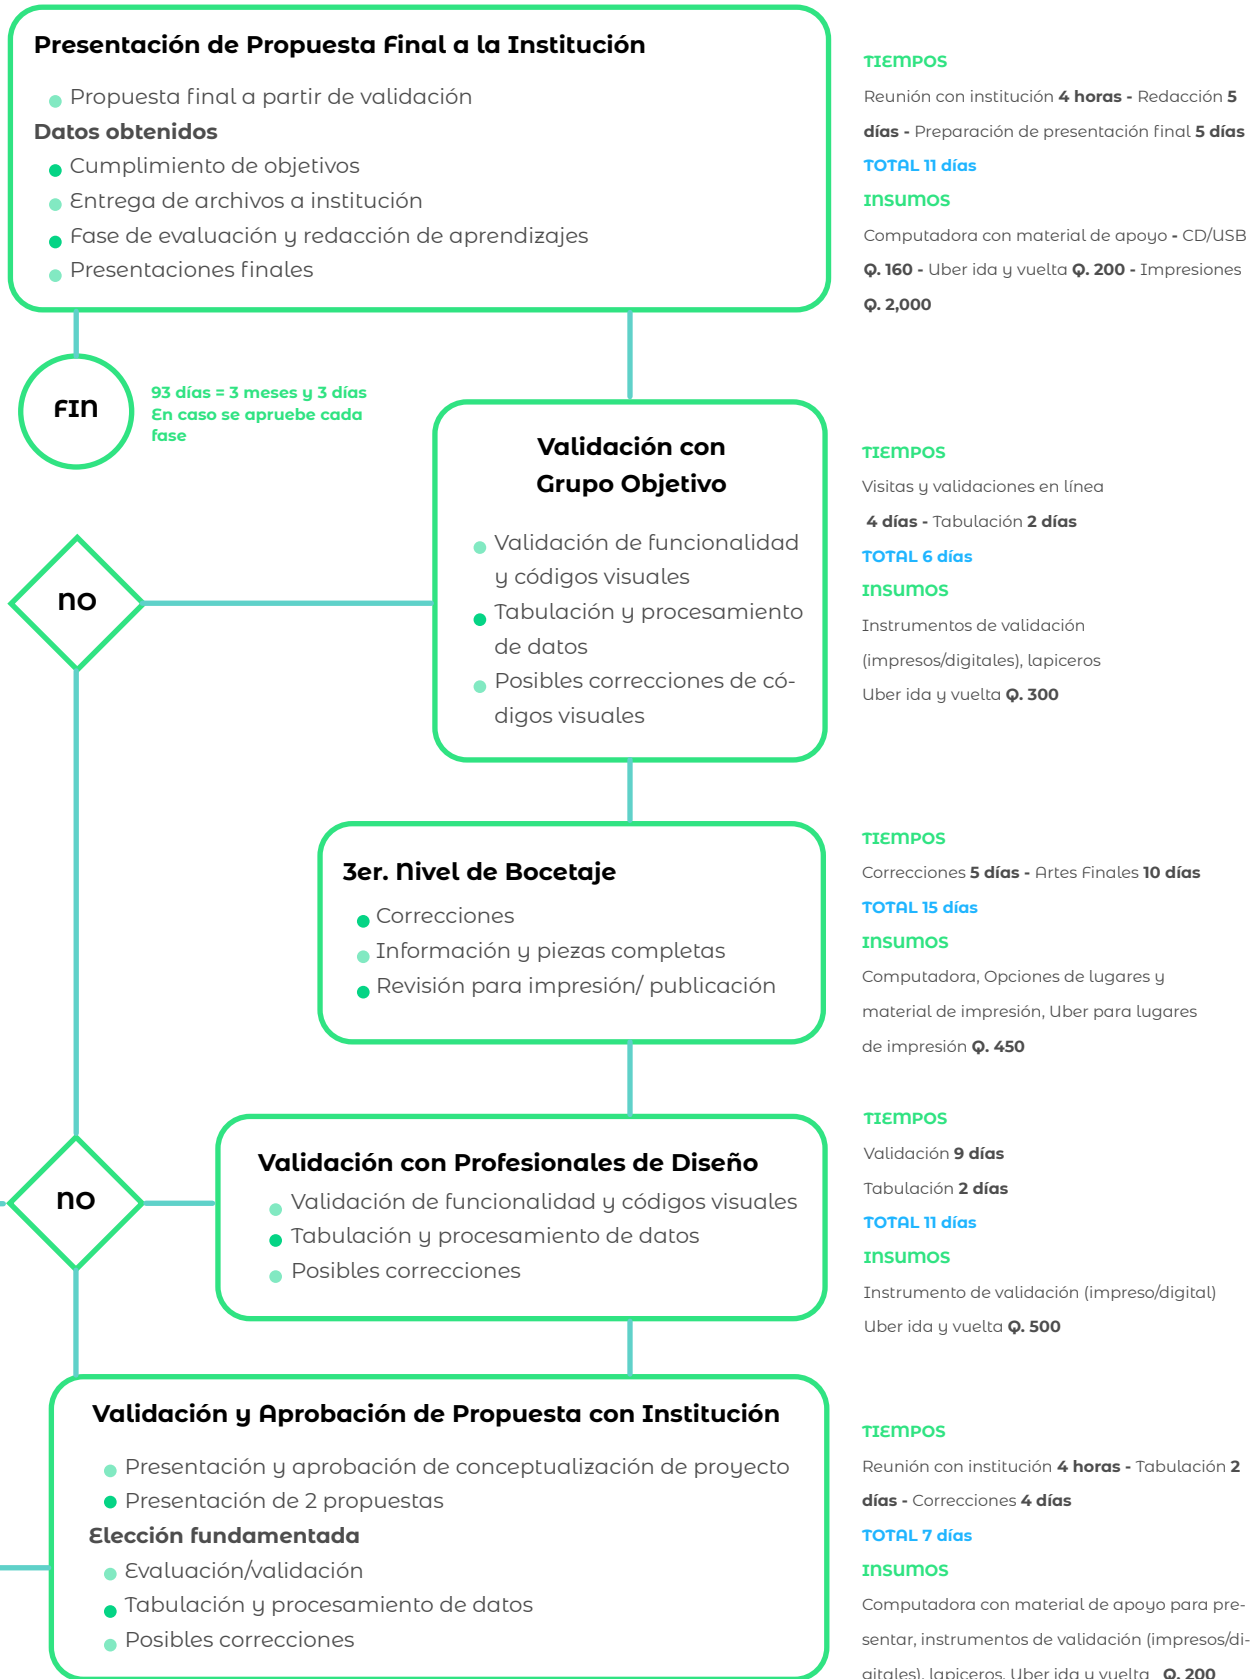 Presentación de Propuesta Final a la Institución
Propuesta final a partir de validación
Datos obtenidos
Cumplimiento de objetivos
Entrega de archivos a institución
Fase de evaluación y redacción de aprendizajes
Presentaciones finales
TIEMPOS
Reunión con institución 4 horas - Redacción 5
días - Preparación de presentación final 5 días
TOTAL 11 días
INSUMOS
Computadora con material de apoyo - CD/USB
Q. 160 - Uber ida y vuelta Q. 200 - Impresiones
Q. 2,000
FIN
93 días = 3 meses y 3 días
En caso se apruebe cada
fase
Validación con
Grupo Objetivo
Validación de funcionalidad
y códigos visuales
Tabulación y procesamiento
de datos
Posibles correcciones de có-
digos visuales
TIEMPOS
Visitas y validaciones en línea
4 días - Tabulación 2 días
TOTAL 6 días
INSUMOS
Instrumentos de validación
(impresos/digitales), lapiceros
Uber ida y vuelta Q. 300
NO
3er. Nivel de Bocetaje
Correcciones
Información y piezas completas
Revisión para impresión/ publicación
TIEMPOS
Correcciones 5 días - Artes Finales 10 días
TOTAL 15 días
INSUMOS
Computadora, Opciones de lugares y
material de impresión, Uber para lugares
de impresión Q. 450
NO
Validación con Profesionales de Diseño
Validación de funcionalidad y códigos visuales
Tabulación y procesamiento de datos
Posibles correcciones
TIEMPOS
Validación 9 días
Tabulación 2 días
TOTAL 11 días
INSUMOS
Instrumento de validación (impreso/digital)
Uber ida y vuelta Q. 500
Validación y Aprobación de Propuesta con Institución
Presentación y aprobación de conceptualización de proyecto
Presentación de 2 propuestas
Elección fundamentada
Evaluación/validación
Tabulación y procesamiento de datos
Posibles correcciones
TIEMPOS
Reunión con institución 4 horas - Tabulación 2
días - Correcciones 4 días
TOTAL 7 días
INSUMOS
Computadora con material de apoyo para pre-
sentar, instrumentos de validación (impresos/di-
gitales), lapiceros, Uber ida y vuelta Q. 200